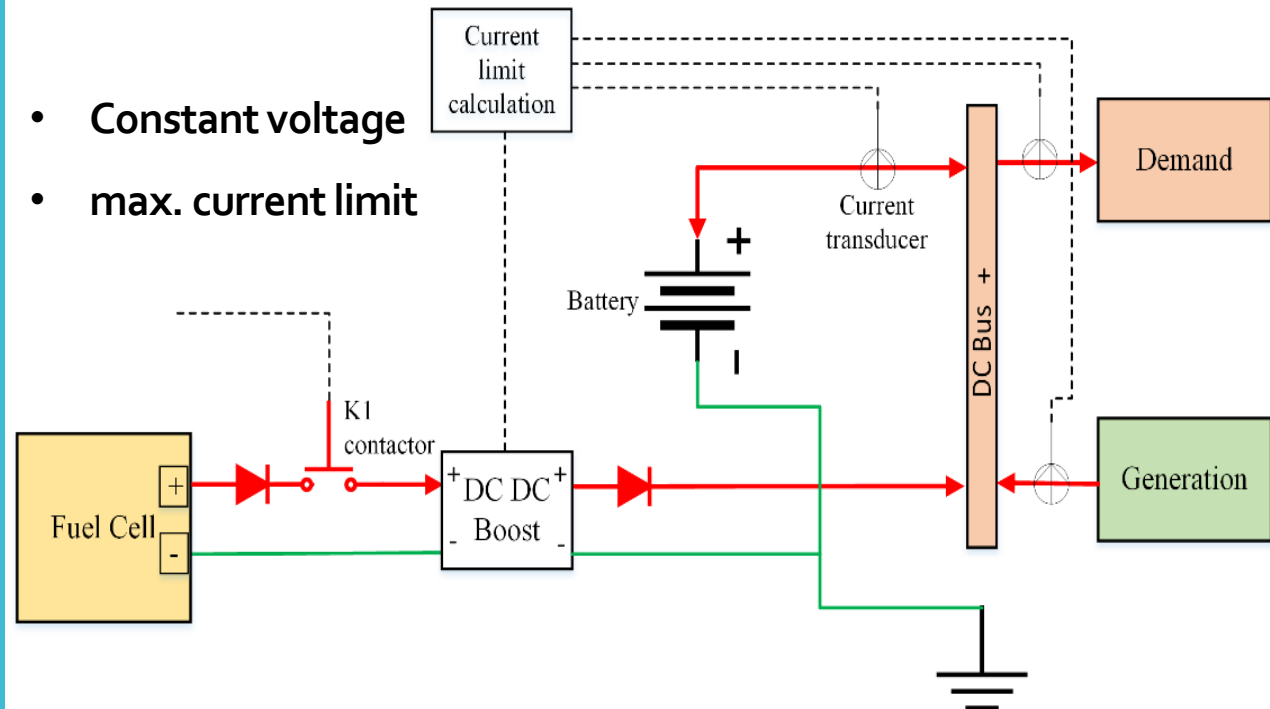 Current
limit
calculation
• Constant voltage
• max. current limit
Demand
Current
transducer
+
Battery
–
DC Bus +
K1
contactor
Fuel Cell
+
-
+ DC DC +
- Boost -
Generation